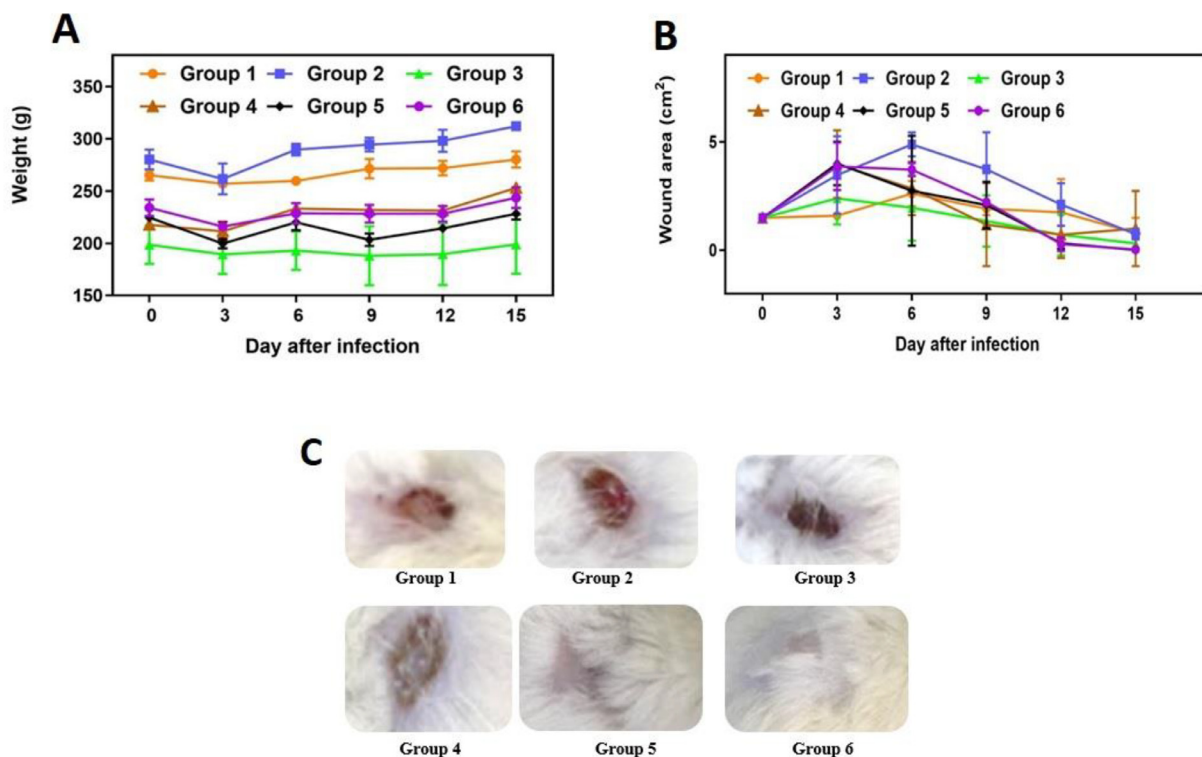 A
Weight (g)
350
300
250
200
150
Group 1 Group 2 Group 3
Group 4 Group 5 Group 6
0 3 6 9 12 15
Day after infection
B
Wound area (cm²)
5
0
Group 1 Group 2 Group 3
Group 4 Group 5 Group 6
0 3 6 9 12 15
Day after infection
C
Group 1 Group 2 Group 3
Group 4 Group 5 Group 6